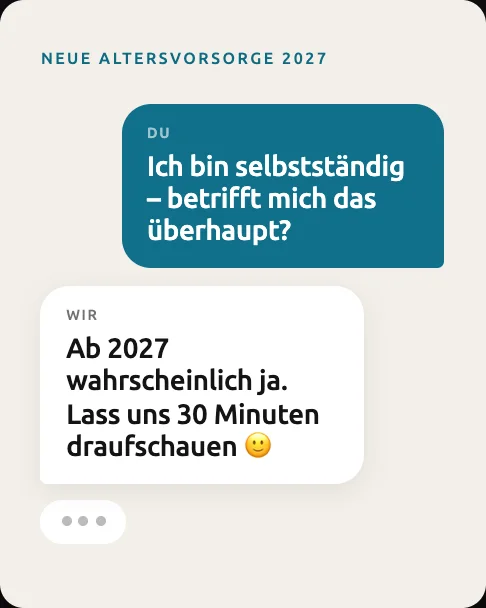 NEUE ALTERSVORSORGE 2027
DU
Ich bin selbstständig
– betrifft mich das
überhaupt?
WIR
Ab 2027
wahrscheinlich ja.
Lass uns 30 Minuten
draufschauen 🙂